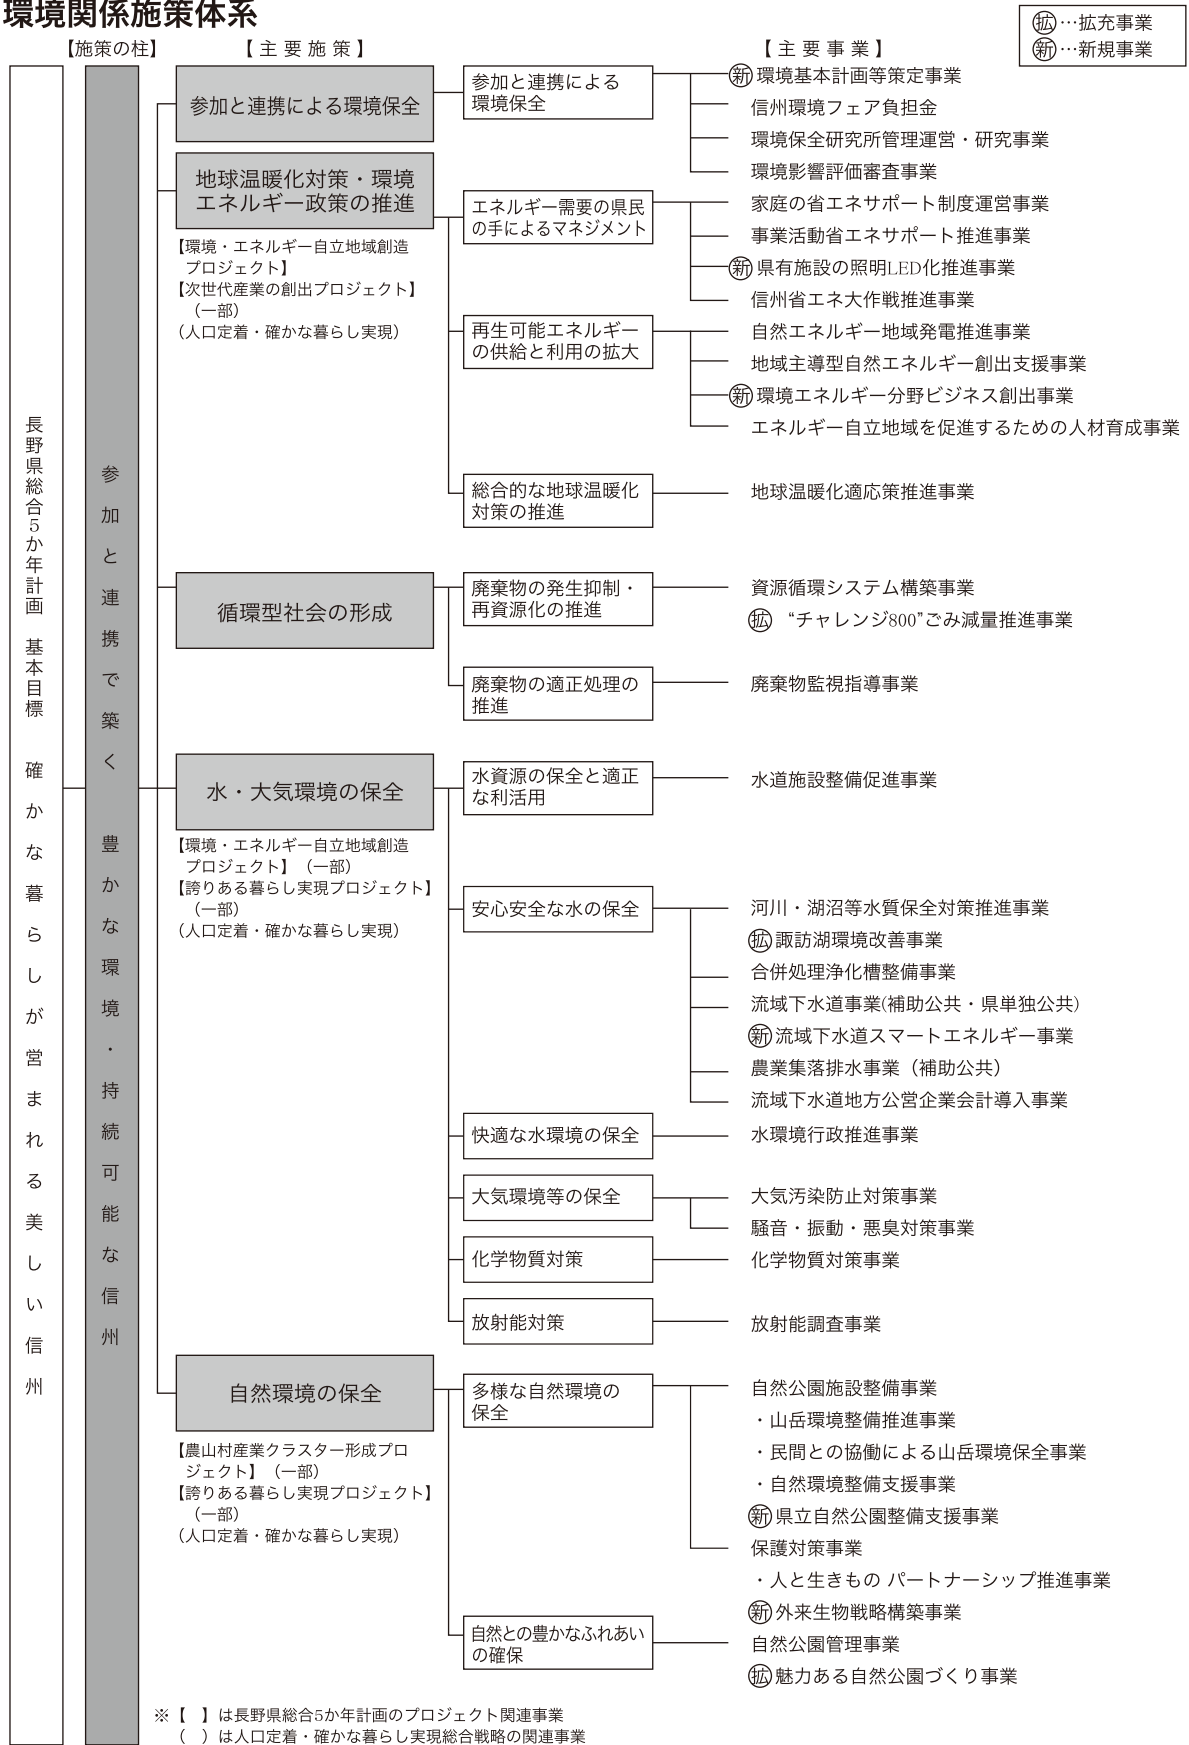 環境関係施策体系
拡…拡充事業
新…新規事業
【施策の柱】
【主要施策】
【主要事業】
長野県総合5か年計画 基本目標 確かな暮らしが営まれる美しい信州
参加と連携で築く 豊かな環境・持続可能な信州
参加と連携による環境保全
参加と連携による
環境保全
新環境基本計画等策定事業
信州環境フェア負担金
環境保全研究所管理運営・研究事業
環境影響評価審査事業
地球温暖化対策・環境
エネルギー政策の推進
【環境・エネルギー自立地域創造
プロジェクト】
【次世代産業の創出プロジェクト】
（一部）
（人口定着・確かな暮らし実現）
エネルギー需要の県民
の手によるマネジメント
家庭の省エネサポート制度運営事業
事業活動省エネサポート推進事業
新県有施設の照明LED化推進事業
信州省エネ大作戦推進事業
再生可能エネルギー
の供給と利用の拡大
自然エネルギー地域発電推進事業
地域主導型自然エネルギー創出支援事業
新環境エネルギー分野ビジネス創出事業
エネルギー自立地域を促進するための人材育成事業
総合的な地球温暖化
対策の推進
地球温暖化適応策推進事業
循環型社会の形成
廃棄物の発生抑制・
再資源化の推進
資源循環システム構築事業
拡 “チャレンジ800”ごみ減量推進事業
廃棄物の適正処理の
推進
廃棄物監視指導事業
水・大気環境の保全
【環境・エネルギー自立地域創造
プロジェクト】（一部）
【誇りある暮らし実現プロジェクト】
（一部）
（人口定着・確かな暮らし実現）
水資源の保全と適正
な利活用
水道施設整備促進事業
安心安全な水の保全
河川・湖沼等水質保全対策推進事業
拡諏訪湖環境改善事業
合併処理浄化槽整備事業
流域下水道事業(補助公共・県単独公共)
新流域下水道スマートエネルギー事業
農業集落排水事業（補助公共）
流域下水道地方公営企業会計導入事業
快適な水環境の保全
水環境行政推進事業
大気環境等の保全
大気汚染防止対策事業
騒音・振動・悪臭対策事業
化学物質対策
化学物質対策事業
放射能対策
放射能調査事業
自然環境の保全
【農山村産業クラスター形成プロ
ジェクト】（一部）
【誇りある暮らし実現プロジェクト】
（一部）
（人口定着・確かな暮らし実現）
多様な自然環境の
保全
自然公園施設整備事業
・山岳環境整備推進事業
・民間との協働による山岳環境保全事業
・自然環境整備支援事業
新県立自然公園整備支援事業
保護対策事業
・人と生きもの パートナーシップ推進事業
新外来生物戦略構築事業
自然との豊かなふれあい
の確保
自然公園管理事業
拡魅力ある自然公園づくり事業
※【 】は長野県総合5か年計画のプロジェクト関連事業
（ ）は人口定着・確かな暮らし実現総合戦略の関連事業